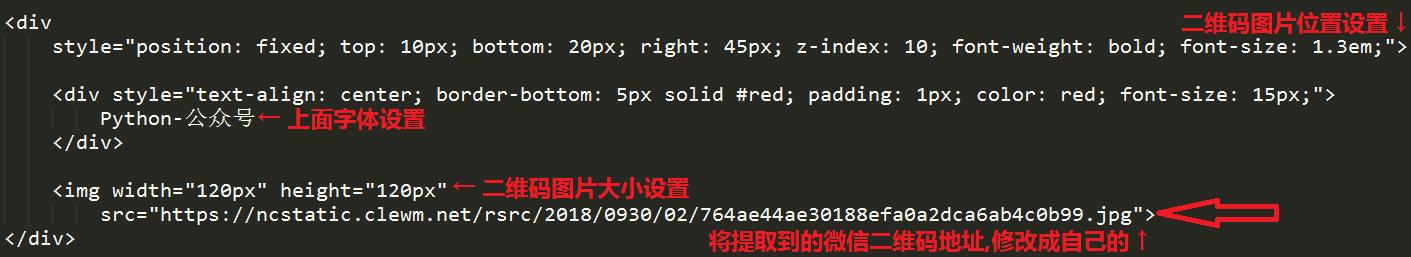 <div 二维码图片位置设置↓
style="position: fixed; top: 10px; bottom: 20px; right: 45px; z-index: 10; font-weight: bold; font-size: 1.3em;">
<div style="text-align: center; border-bottom: 5px solid #red; padding: 1px; color: red; font-size: 15px;">
Python-公众号← 上面字体设置
</div>
<img width="120px" height="120px"← 二维码图片大小设置
src="https://ncstatic.clewm.net/rsrc/2018/0930/02/764ae44ae30188efa0a2dca6ab4c0b99.jpg">
</div> 将提取到的微信二维码地址,修改成自己的↑